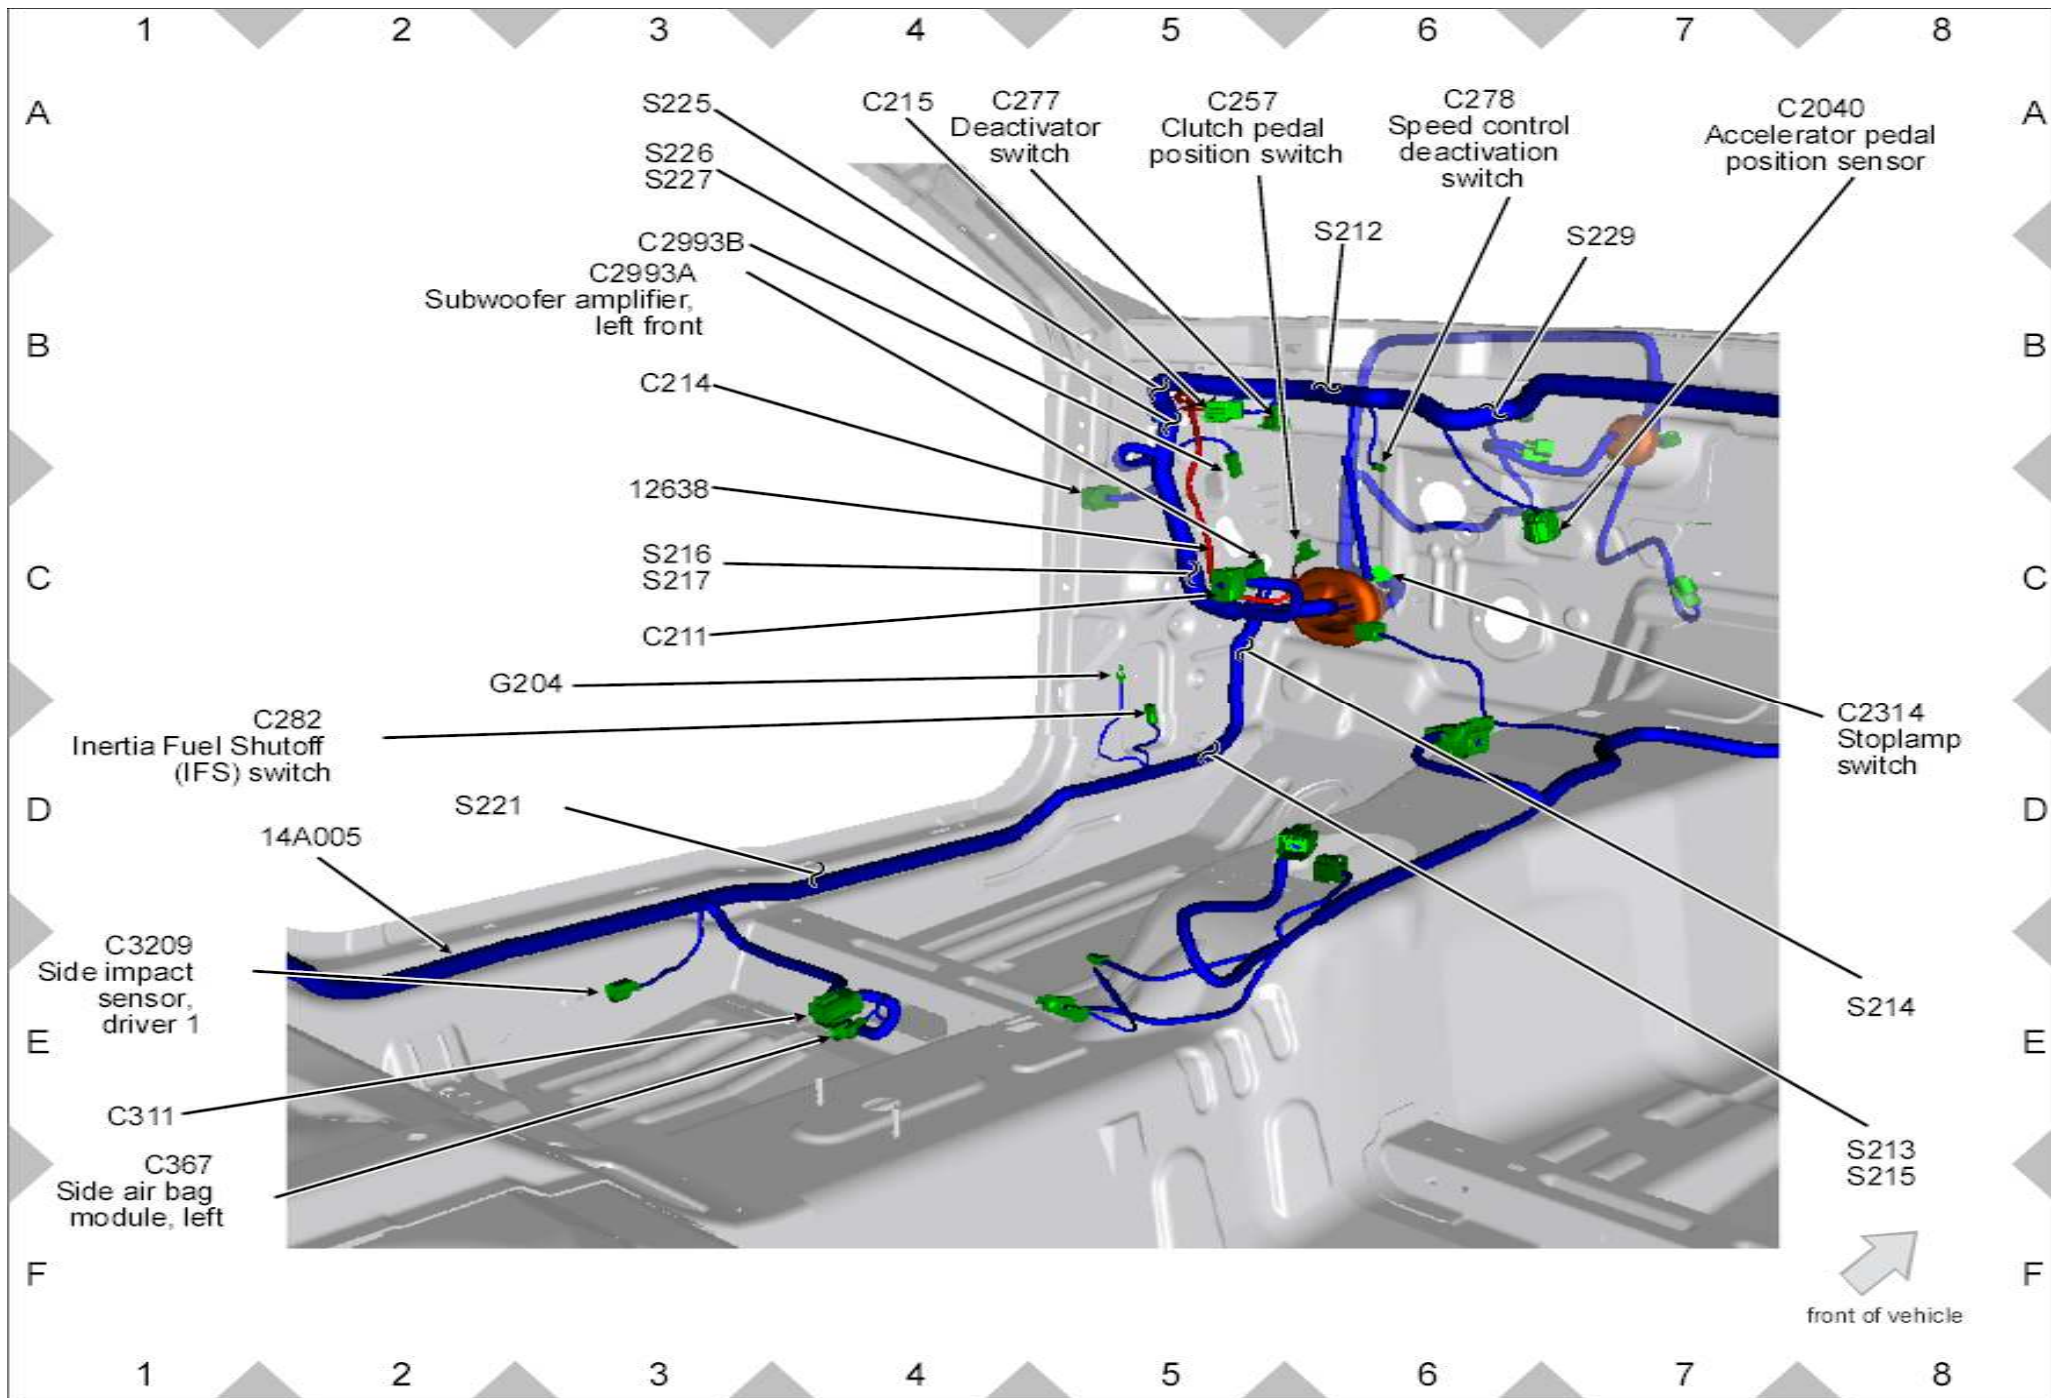 1 2 3 4 5 6 7 8
A
A
S225
C215
C277
Deactivator
switch
C257
Clutch pedal
position switch
C278
Speed control
deactivation
switch
C2040
Accelerator pedal
position sensor
S226
S227
S212
S229
C2993B
C2993A
Subwoofer amplifier,
left front
B
B
C214
12638
S216
S217
C
C
C211
G204
C282
Inertia Fuel Shutoff
(IFS) switch
C2314
Stoplamp
switch
S221
D
D
14A005
C3209
Side impact
sensor,
driver 1
S214
E
E
C311
S213
S215
C367
Side air bag
module, left
F
F
front of vehicle
1 2 3 4 5 6 7 8